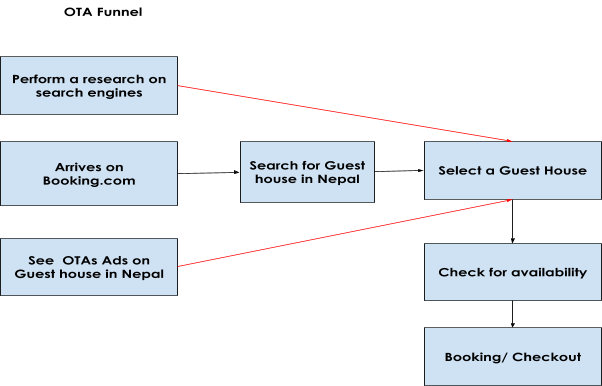 OTA Funnel
Perform a research on
search engines
Arrives on
Booking.com
Search for Guest
house in Nepal
Select a Guest House
See  OTAs Ads on
Guest house in Nepal
Check for availability
Booking/ Checkout